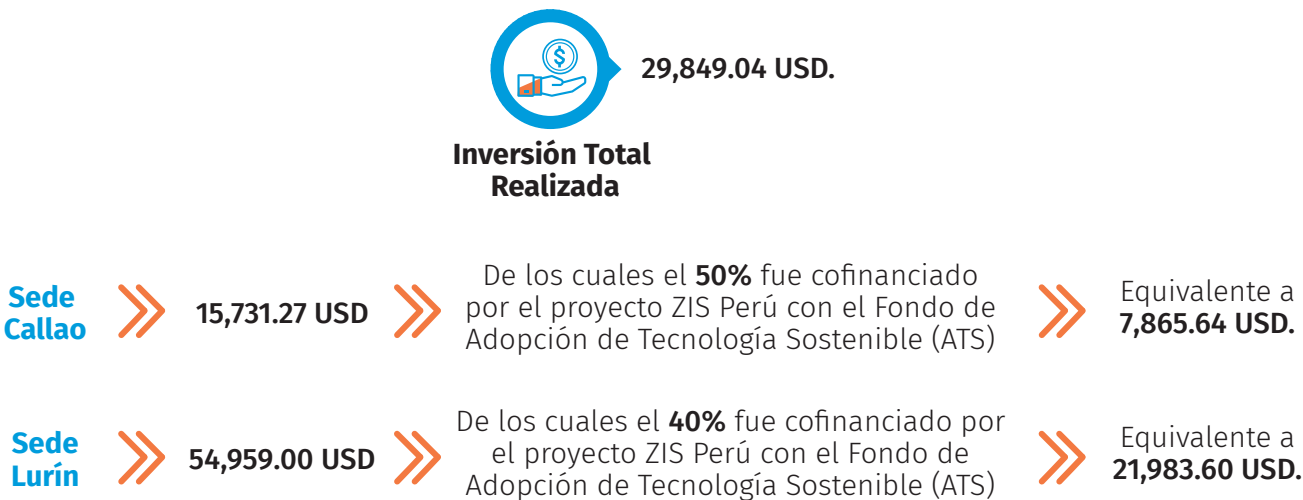 $
29,849.04 USD.
Inversión Total
Realizada
Sede
Callao
15,731.27 USD
De los cuales el 50% fue cofinanciado
por el proyecto ZIS Perú con el Fondo de
Adopción de Tecnología Sostenible (ATS)
Equivalente a
7,865.64 USD.
Sede
Lurín
54,959.00 USD
De los cuales el 40% fue cofinanciado por
el proyecto ZIS Perú con el Fondo de
Adopción de Tecnología Sostenible (ATS)
Equivalente a
21,983.60 USD.